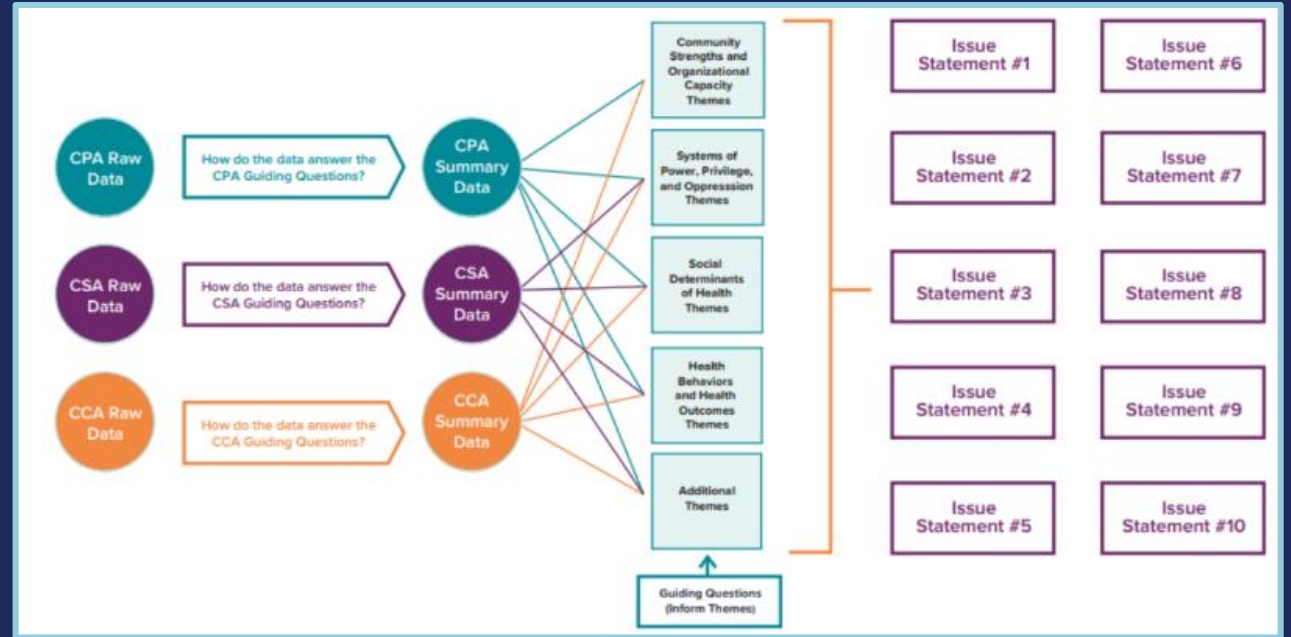 CPA Raw
Data
How do the data answer the
CPA Guiding Questions?
CPA
Summary
Data
CSA Raw
Data
How do the data answer the
CSA Guiding Questions?
CSA
Summary
Data
CCA Raw
Data
How do the data answer the
CCA Guiding Questions?
CCA
Summary
Data
Community
Strengths and
Organizational
Capacity
Themes
Systems of
Power, Privilege,
and Oppresssion
Themes
Social
Determinants
of Health
Themes
Health
Behaviors
and Health
Outcomes
Themes
Additional
Themes
Guiding Questions
(Inform Themes)
Issue
Statement #1
Issue
Statement #2
Issue
Statement #3
Issue
Statement #4
Issue
Statement #5
Issue
Statement #6
Issue
Statement #7
Issue
Statement #8
Issue
Statement #9
Issue
Statement #10